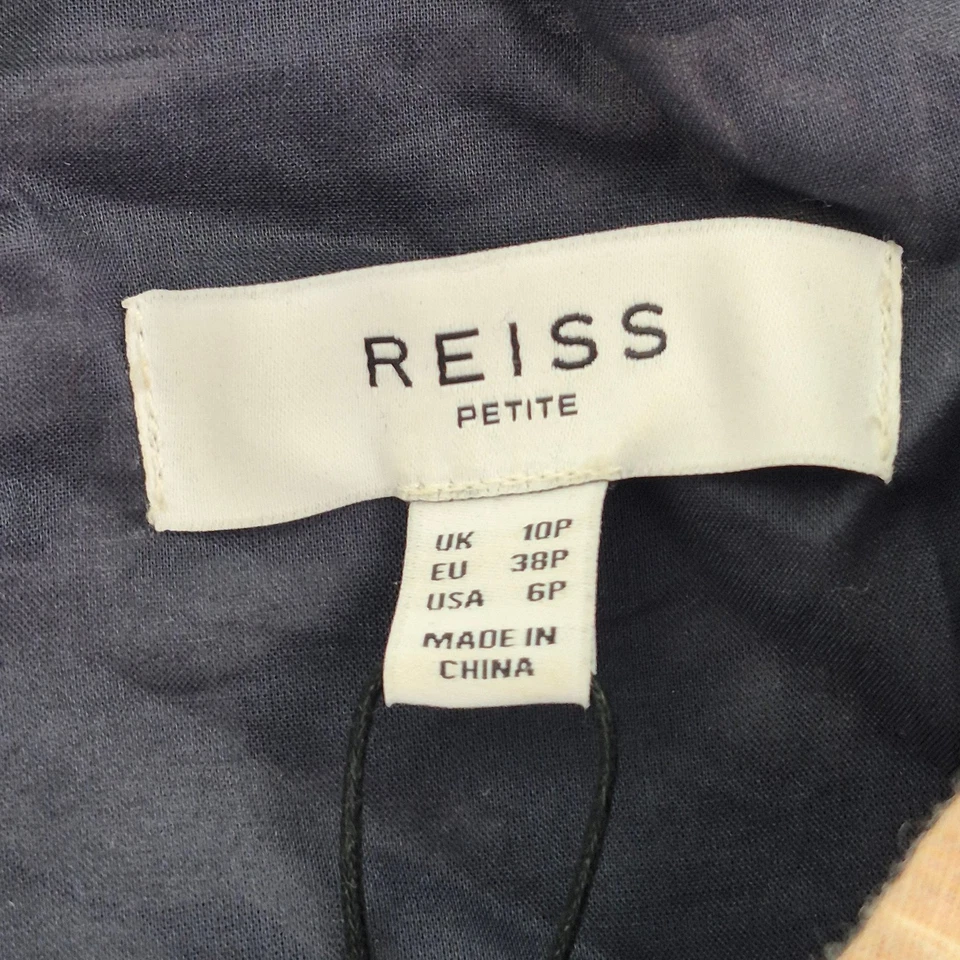 REISS
PETITE
UK 10P
EU 38P
USA 6P
MADE IN
CHINA